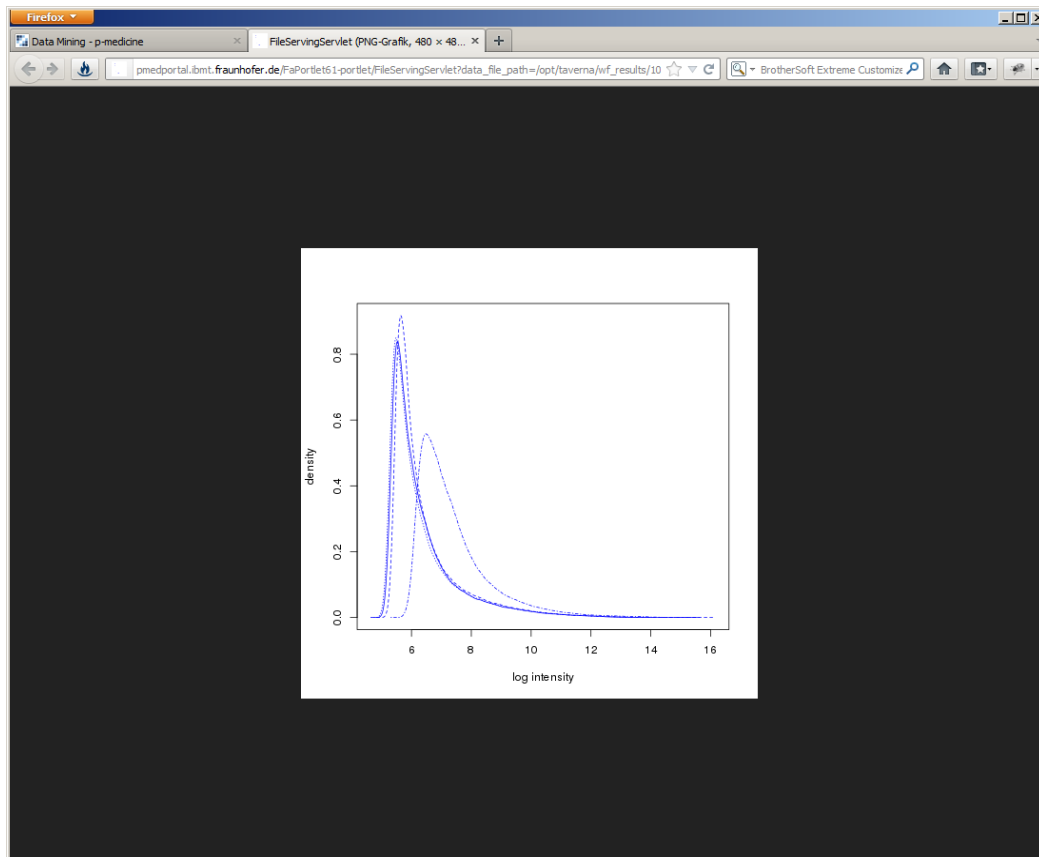 Firefox
Data Mining - p-medicine
FileServingServlet (PNG-Grafik, 480 × 48...
pmedportal.ibmt.fraunhofer.de/FaPortlet61-portlet/FileServingServlet?data_file_path=/opt/taverna/wf_results/10
BrotherSoft Extreme Customize
density
0.0
0.2
0.4
0.6
0.8
6 8 10 12 14 16
log intensity